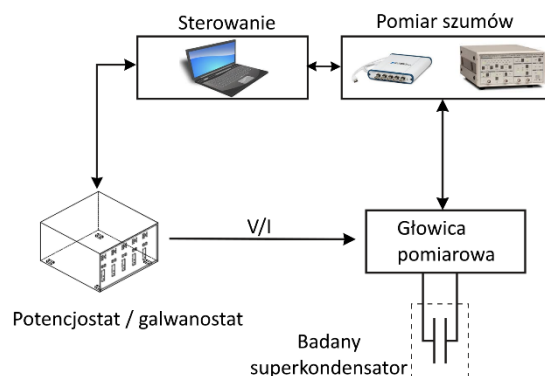 Sterowanie
Pomiar szumów
V/I
Głowica
pomiarowa
Potencjostat / galwanostat
Badany
superkondensator